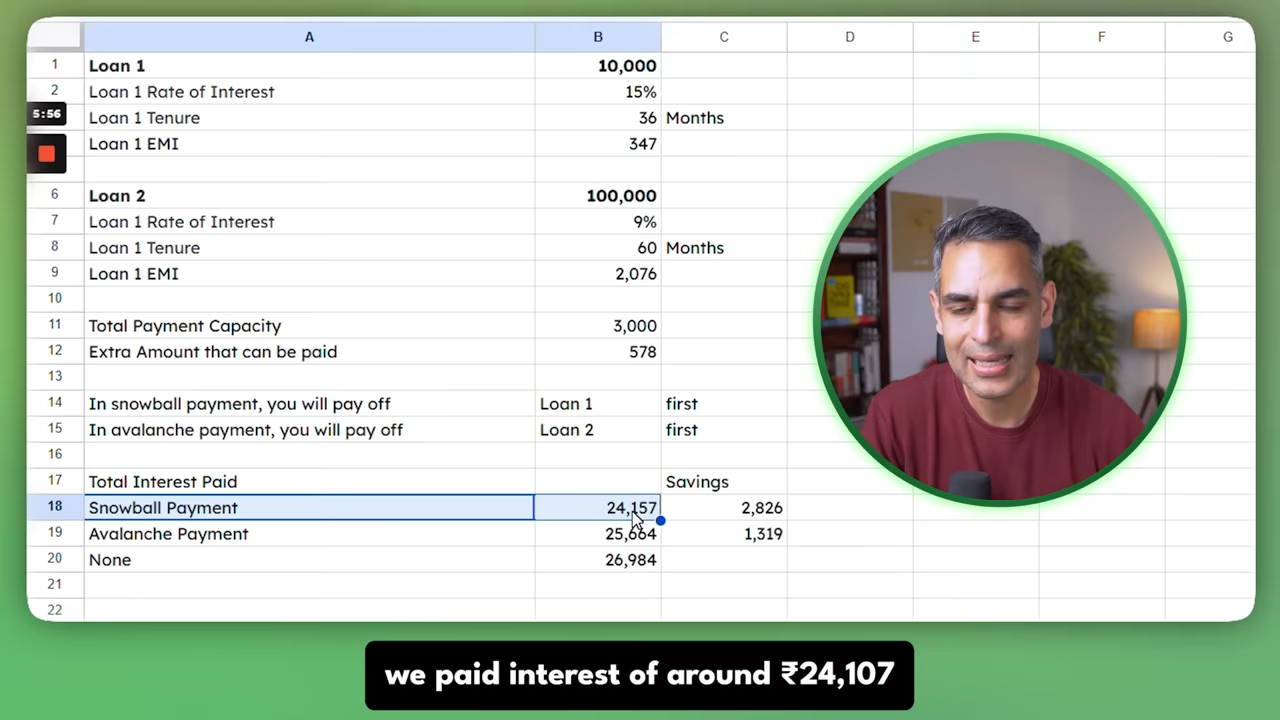 A B C D E F G
1 Loan 1 10,000
2 Loan 1 Rate of Interest 15%
5:56
3 Loan 1 Tenure 36 Months
Loan 1 EMI 347
6 Loan 2 100,000
7 Loan 1 Rate of Interest 9%
8 Loan 1 Tenure 60 Months
9 Loan 1 EMI 2,076
10
11 Total Payment Capacity 3,000
12 Extra Amount that can be paid 578
13
14 In snowball payment, you will pay off Loan 1 first
15 In avalanche payment, you will pay off Loan 2 first
16
17 Total Interest Paid Savings
18 Snowball Payment 24,157 2,826
19 Avalanche Payment 25,664 1,319
20 None 26,984
21
22
we paid interest of around ₹24,107